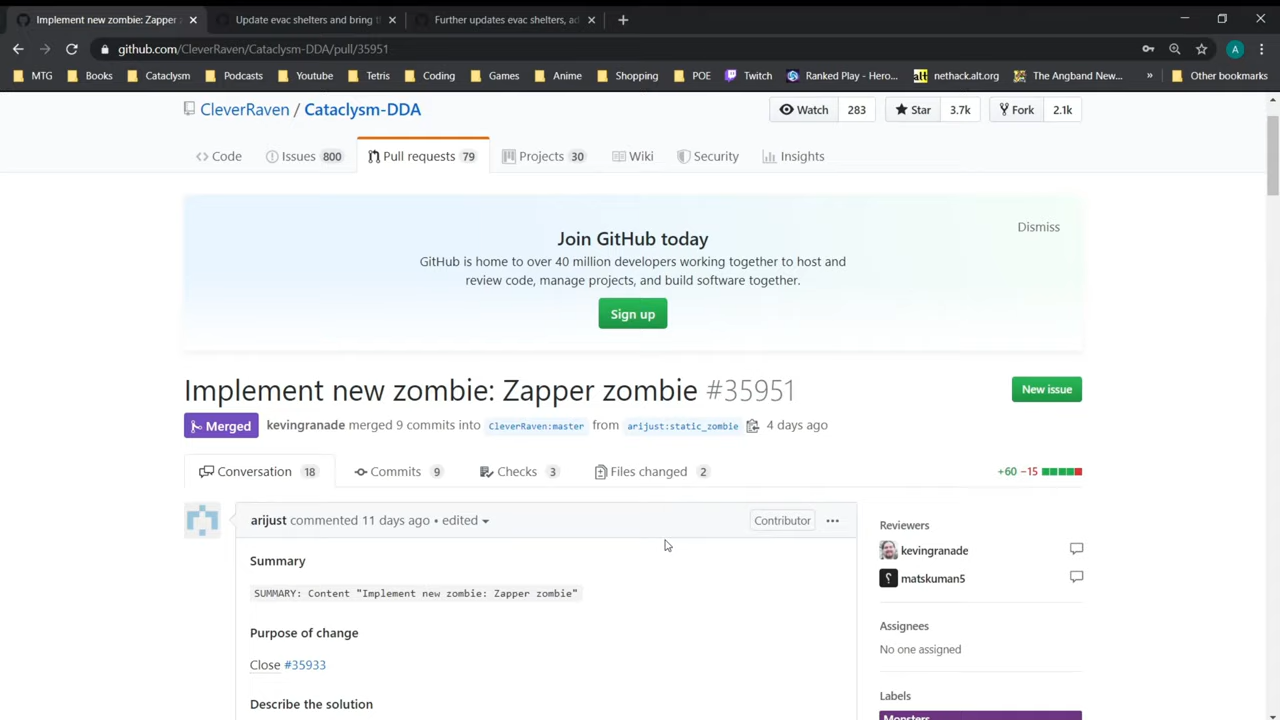 Implement new zombie: Zapper
Update evac shelters and bring
Further updates evac shelters, ad
github.com/CleverRaven/Cataclysm-DDA/pull/35951
A
MTG Books Cataclysm Podcasts Youtube Tetris Coding Games Anime Shopping POE Twitch Ranked Play - Hero... alt nethack.alt.org The Angband New... » Other bookmarks
CleverRaven / Cataclysm-DDA
Watch 283 Star 3.7k Fork 2.1k
Code Issues 800 Pull requests 79 Projects 30 Wiki Security Insights
Dismiss
Join GitHub today
GitHub is home to over 40 million developers working together to host and
review code, manage projects, and build software together.
Sign up
Implement new zombie: Zapper zombie #35951
New issue
Merged kevingranade merged 9 commits into CleverRaven:master from arijust:static_zombie 4 days ago
Conversation 18 Commits 9 Checks 3 Files changed 2 +60 −15
arijust commented 11 days ago • edited
Contributor
Summary
SUMMARY: Content "Implement new zombie: Zapper zombie"
Purpose of change
Close #35933
Describe the solution
Reviewers
kevingranade
matskuman5
Assignees
No one assigned
Labels
Monsters